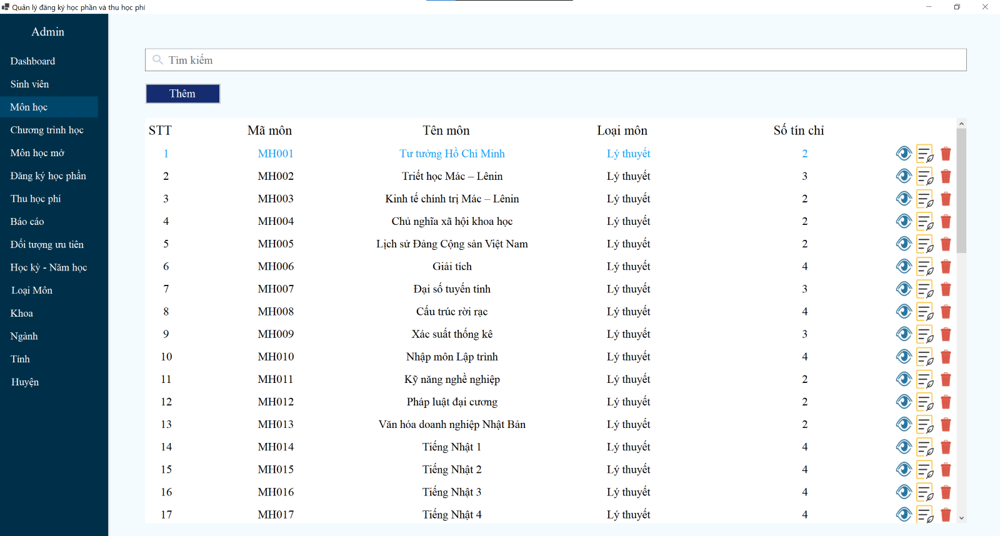 Quản lý đăng ký học phần và thu học phí
Admin
Dashboard
Sinh viên
Môn học
Chương trình học
Môn học mở
Đăng ký học phần
Thu học phí
Báo cáo
Đối tượng ưu tiên
Học kỳ - Năm học
Loại Môn
Khoa
Ngành
Tỉnh
Huyện
Tìm kiếm
Thêm
STT Mã môn Tên môn Loại môn Số tín chỉ
1 MH001 Tư tưởng Hồ Chí Minh Lý thuyết 2
2 MH002 Triết học Mác – Lênin Lý thuyết 3
3 MH003 Kinh tế chính trị Mác – Lênin Lý thuyết 2
4 MH004 Chủ nghĩa xã hội khoa học Lý thuyết 2
5 MH005 Lịch sử Đảng Cộng sản Việt Nam Lý thuyết 2
6 MH006 Giải tích Lý thuyết 4
7 MH007 Đại số tuyến tính Lý thuyết 3
8 MH008 Cấu trúc rời rạc Lý thuyết 4
9 MH009 Xác suất thống kê Lý thuyết 3
10 MH010 Nhập môn Lập trình Lý thuyết 4
11 MH011 Kỹ năng nghề nghiệp Lý thuyết 2
12 MH012 Pháp luật đại cương Lý thuyết 2
13 MH013 Văn hóa doanh nghiệp Nhật Bản Lý thuyết 2
14 MH014 Tiếng Nhật 1 Lý thuyết 4
15 MH015 Tiếng Nhật 2 Lý thuyết 4
16 MH016 Tiếng Nhật 3 Lý thuyết 4
17 MH017 Tiếng Nhật 4 Lý thuyết 4